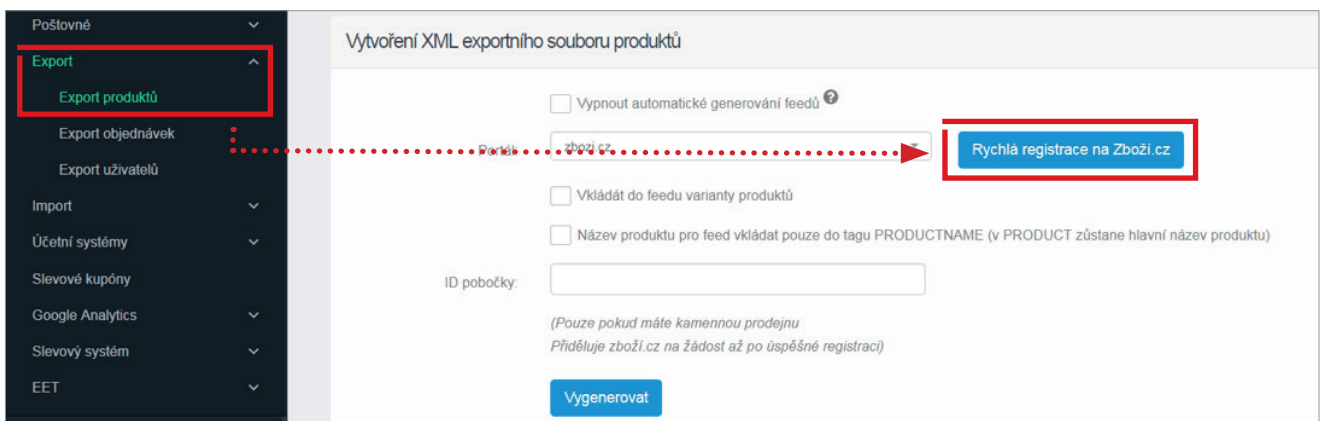 Poštovné
Export
Export produktů
Export objednávek
Export uživatelů
Import
Účetní systémy
Slevové kupóny
Google Analytics
Slevový systém
EET
Vytvoření XML exportního souboru produktů
Vypnout automatické generování feedů
Portál: zbozi.cz
Rychlá registrace na Zboží.cz
Vkládát do feedu varianty produktů
Název produktu pro feed vkládat pouze do tagu PRODUCTNAME (v PRODUCT zůstane hlavní název produktu)
ID pobočky:
(Pouze pokud máte kamennou prodejnu
Přiděluje zboží.cz na žádost až po úspěšné registraci)
Vygenerovat